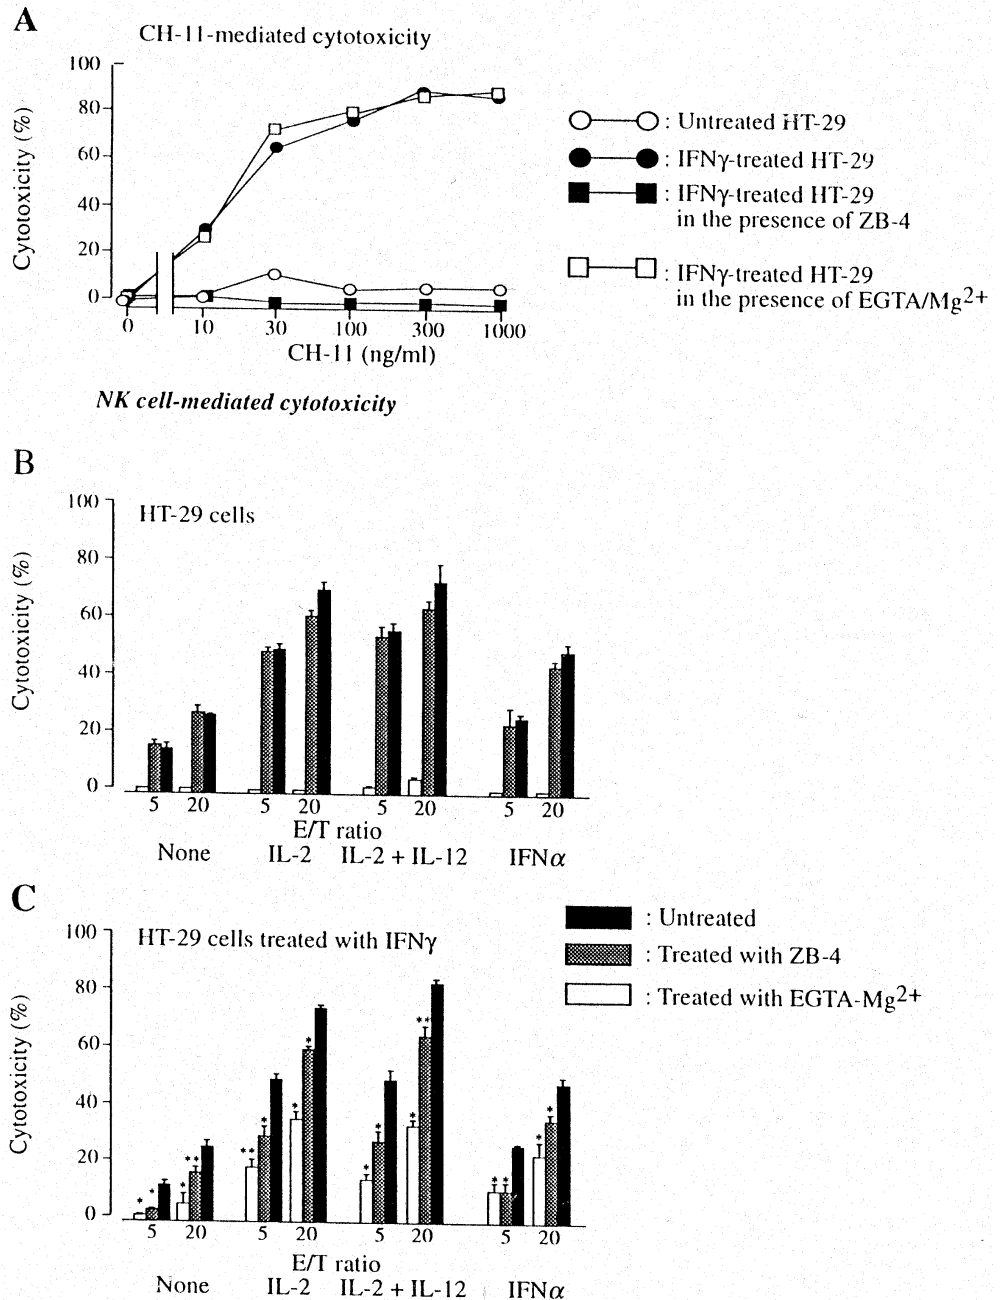 A
CH-11-mediated cytotoxicity
Cytotoxicity (%)
100
80
60
40
20
0
0 10 30 100 300 1000
CH-11 (ng/ml)
: Untreated HT-29
: IFNγ-treated HT-29
: IFNγ-treated HT-29
in the presence of ZB-4
: IFNγ-treated HT-29
in the presence of EGTA/Mg2+
NK cell-mediated cytotoxicity
B
HT-29 cells
Cytotoxicity (%)
100
80
60
40
20
0
5 20 5 20 5 20 5 20
E/T ratio
None IL-2 IL-2 + IL-12 IFNα
C
HT-29 cells treated with IFNγ
: Untreated
: Treated with ZB-4
: Treated with EGTA-Mg2+
Cytotoxicity (%)
100
80
60
40
20
0
* * * ** ** * * * * * * ** * * * *
5 20 5 20 5 20 5 20
E/T ratio
None IL-2 IL-2 + IL-12 IFNα